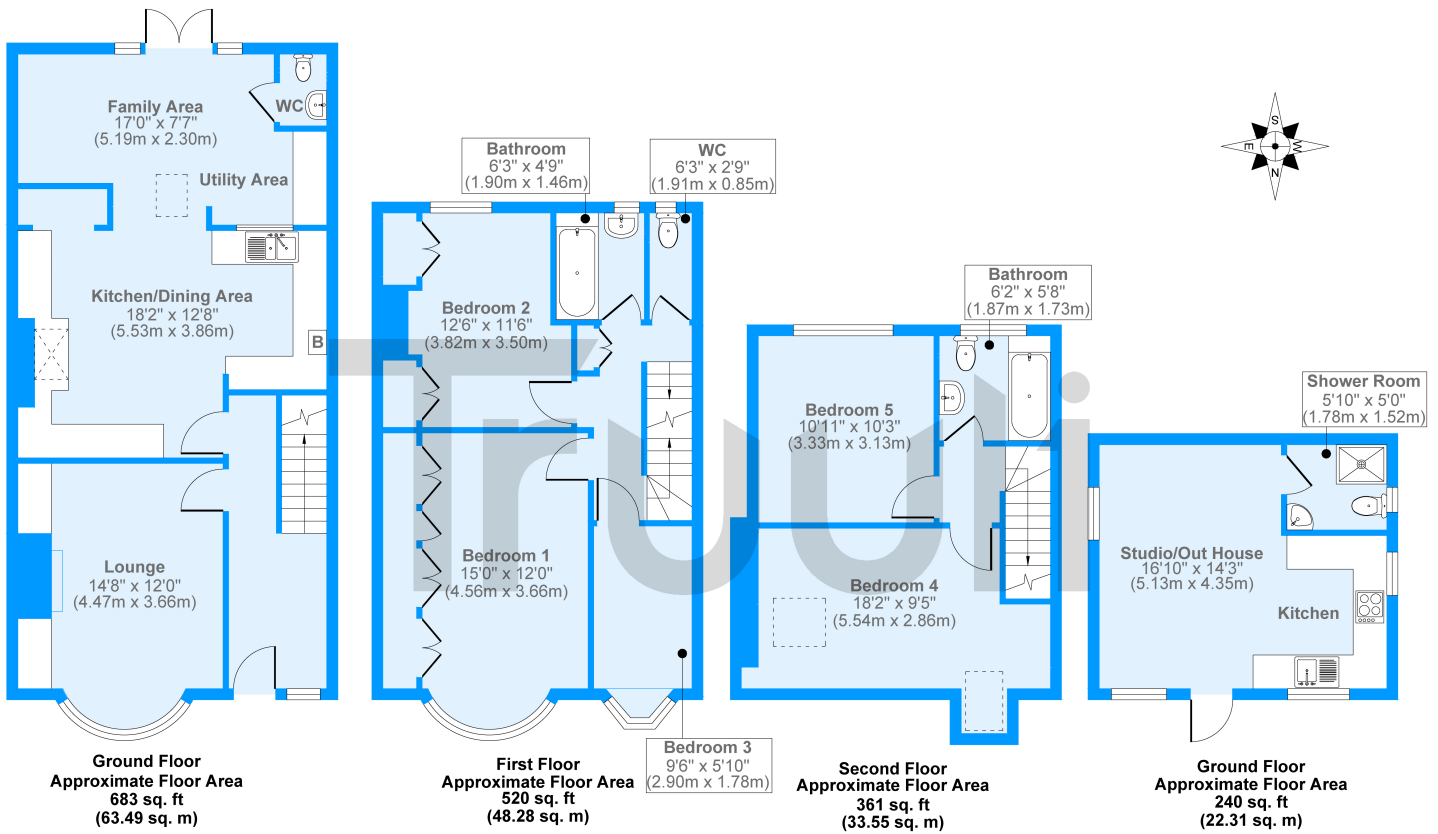 Family Area
17'0" x 7'7"
(5.19m x 2.30m)
WC
Utility Area
Kitchen/Dining Area
18'2" x 12'8"
(5.53m x 3.86m)
B
Lounge
14'8" x 12'0"
(4.47m x 3.66m)
Ground Floor
Approximate Floor Area
683 sq. ft
(63.49 sq. m)
Bathroom
6'3" x 4'9"
(1.90m x 1.46m)
WC
6'3" x 2'9"
(1.91m x 0.85m)
Bedroom 2
12'6" x 11'6"
(3.82m x 3.50m)
Bedroom 1
15'0" x 12'0"
(4.56m x 3.66m)
Bedroom 3
9'6" x 5'10"
(2.90m x 1.78m)
First Floor
Approximate Floor Area
520 sq. ft
(48.28 sq. m)
Bathroom
6'2" x 5'8"
(1.87m x 1.73m)
Bedroom 5
10'11" x 10'3"
(3.33m x 3.13m)
Bedroom 4
18'2" x 9'5"
(5.54m x 2.86m)
Second Floor
Approximate Floor Area
361 sq. ft
(33.55 sq. m)
S
E
W
N
Shower Room
5'10" x 5'0"
(1.78m x 1.52m)
Studio/Out House
16'10" x 14'3"
(5.13m x 4.35m)
Kitchen
Ground Floor
Approximate Floor Area
240 sq. ft
(22.31 sq. m)
Truuli